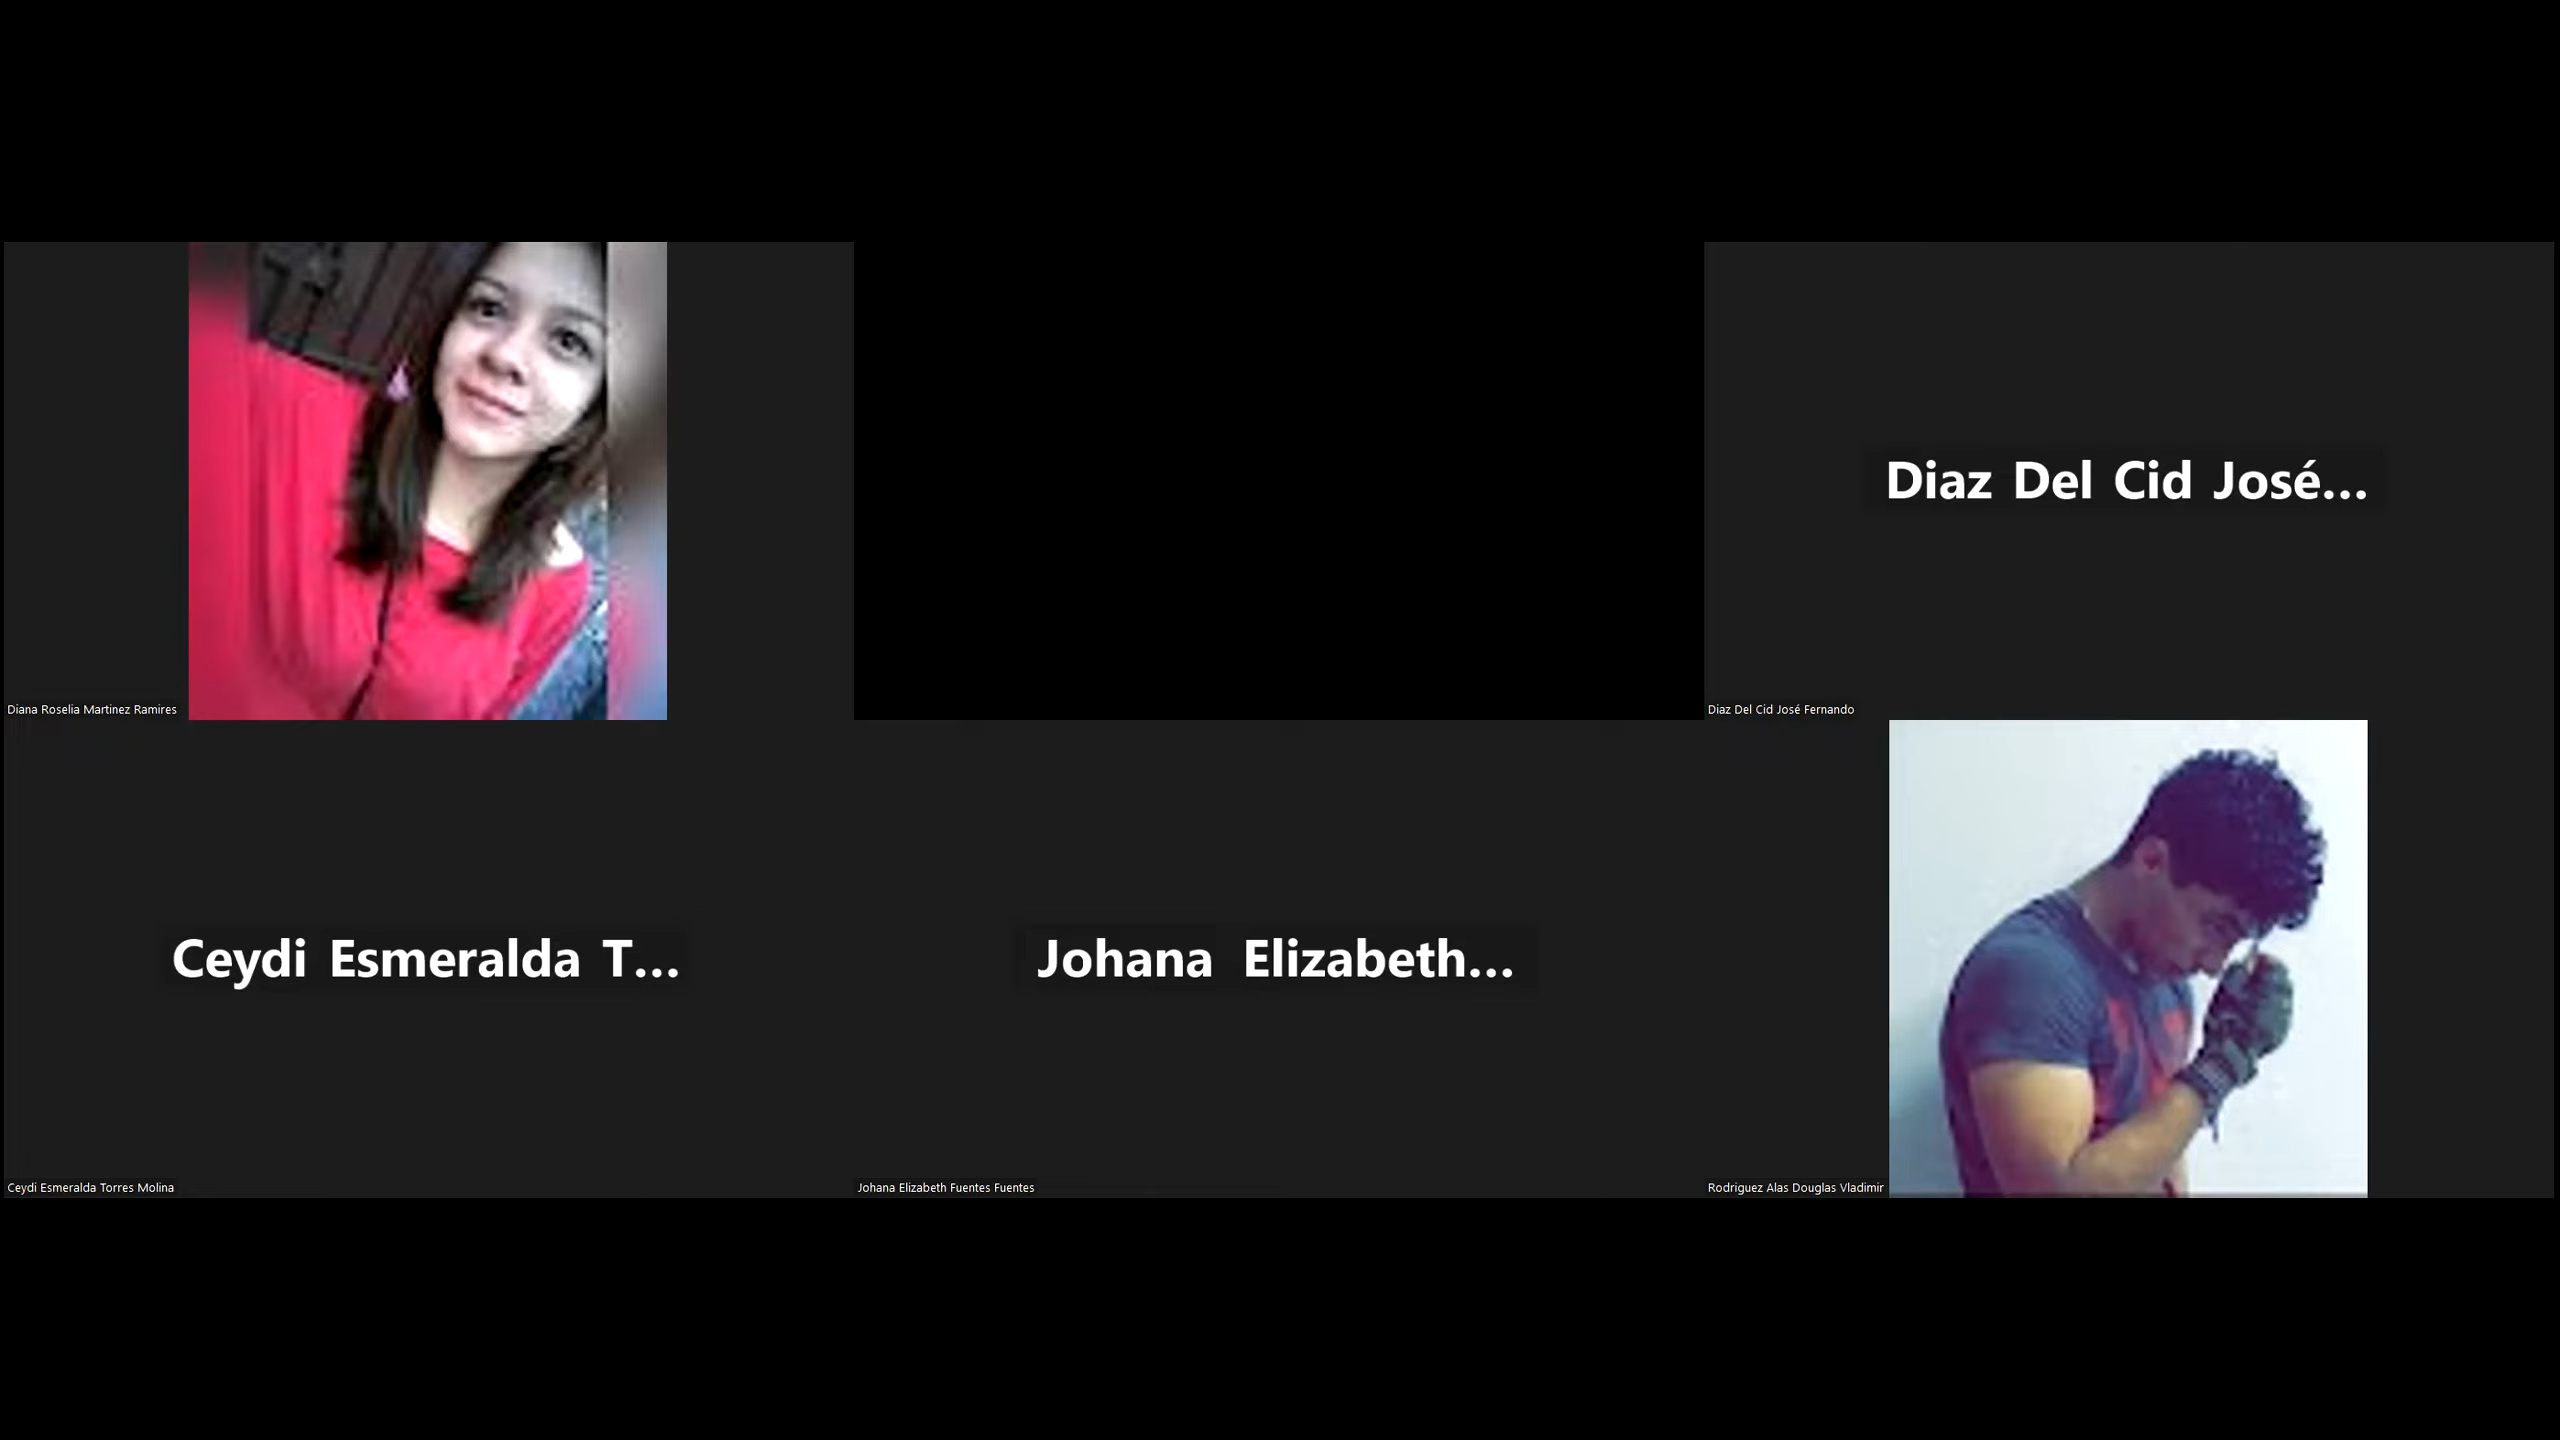 Diaz Del Cid José...
Diana Roselia Martinez Ramires
Diaz Del Cid José Fernando
Ceydi Esmeralda T...
Johana Elizabeth...
Ceydi Esmeralda Torres Molina
Johana Elizabeth Fuentes Fuentes
Rodriguez Alas Douglas Vladimir